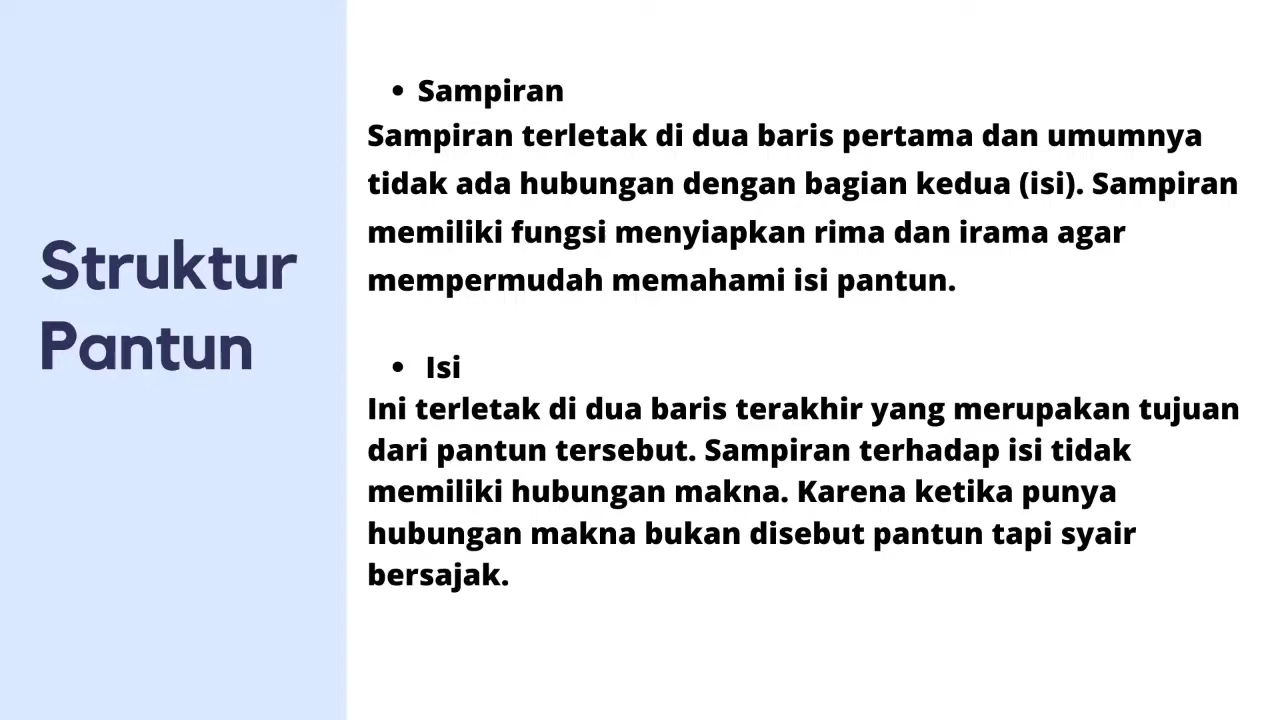 Struktur
Pantun
• Sampiran
Sampiran terletak di dua baris pertama dan umumnya
tidak ada hubungan dengan bagian kedua (isi). Sampiran
memiliki fungsi menyiapkan rima dan irama agar
mempermudah memahami isi pantun.
• Isi
Ini terletak di dua baris terakhir yang merupakan tujuan
dari pantun tersebut. Sampiran terhadap isi tidak
memiliki hubungan makna. Karena ketika punya
hubungan makna bukan disebut pantun tapi syair
bersajak.